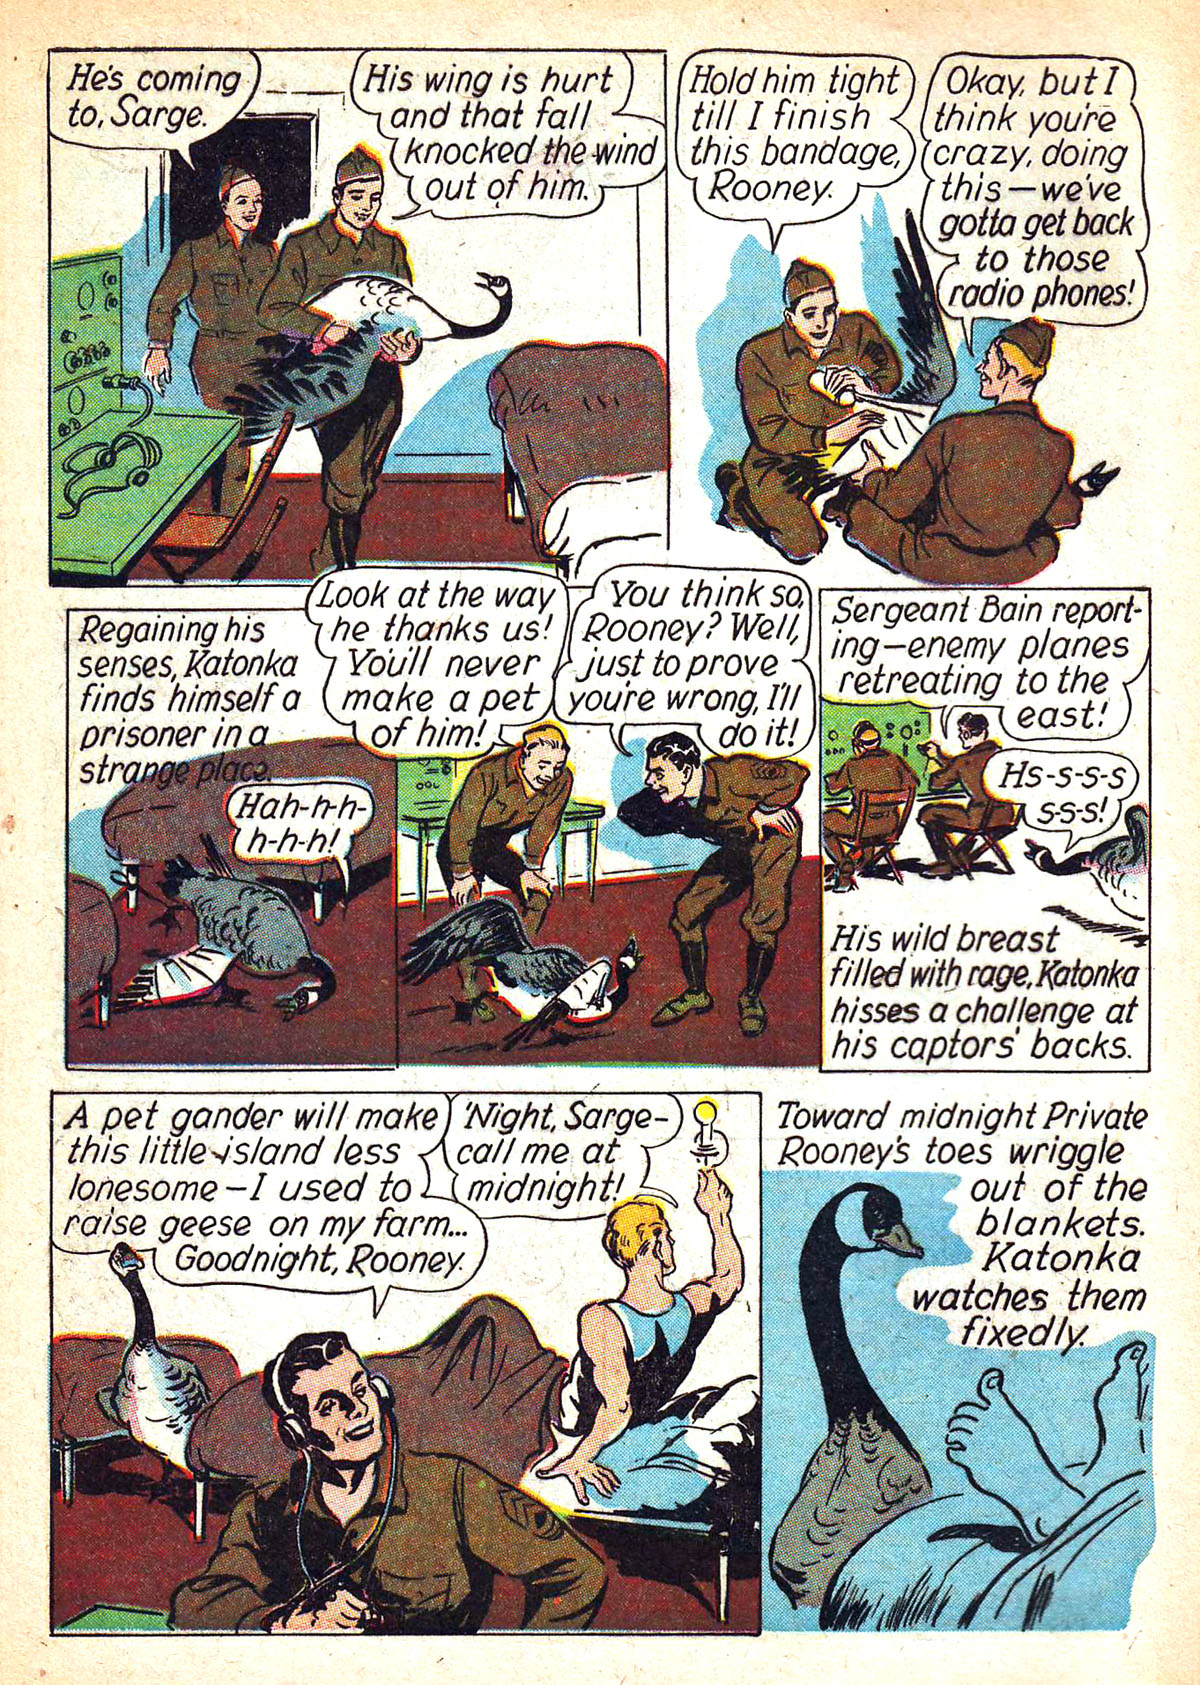 He's coming
to, Sarge.
His wing is hurt
and that fall
knocked the wind
out of him.
Hold him tight
till I finish
this bandage,
Rooney.
Okay, but I
think you're
crazy, doing
this—we've
gotta get back
to those
radio phones!
Regaining his
senses, Katonka
finds himself a
prisoner in a
strange place.
Hah-h-h-
h-h-h!
Look at the way
he thanks us!
You'll never
make a pet
of him!
You think so,
Rooney? Well,
just to prove
you're wrong, I'll
do it!
Sergeant Bain report-
ing—enemy planes
retreating to the
east!
Hs-s-s-s
s-s-s!
His wild breast
filled with rage, Katonka
hisses a challenge at
his captors' backs.
A pet gander will make
this little island less
lonesome—I used to
raise geese on my farm...
Goodnight, Rooney.
'Night, Sarge—
call me at
midnight!
Toward midnight Private
Rooney's toes wriggle
out of the
blankets.
Katonka
watches them
fixedly.